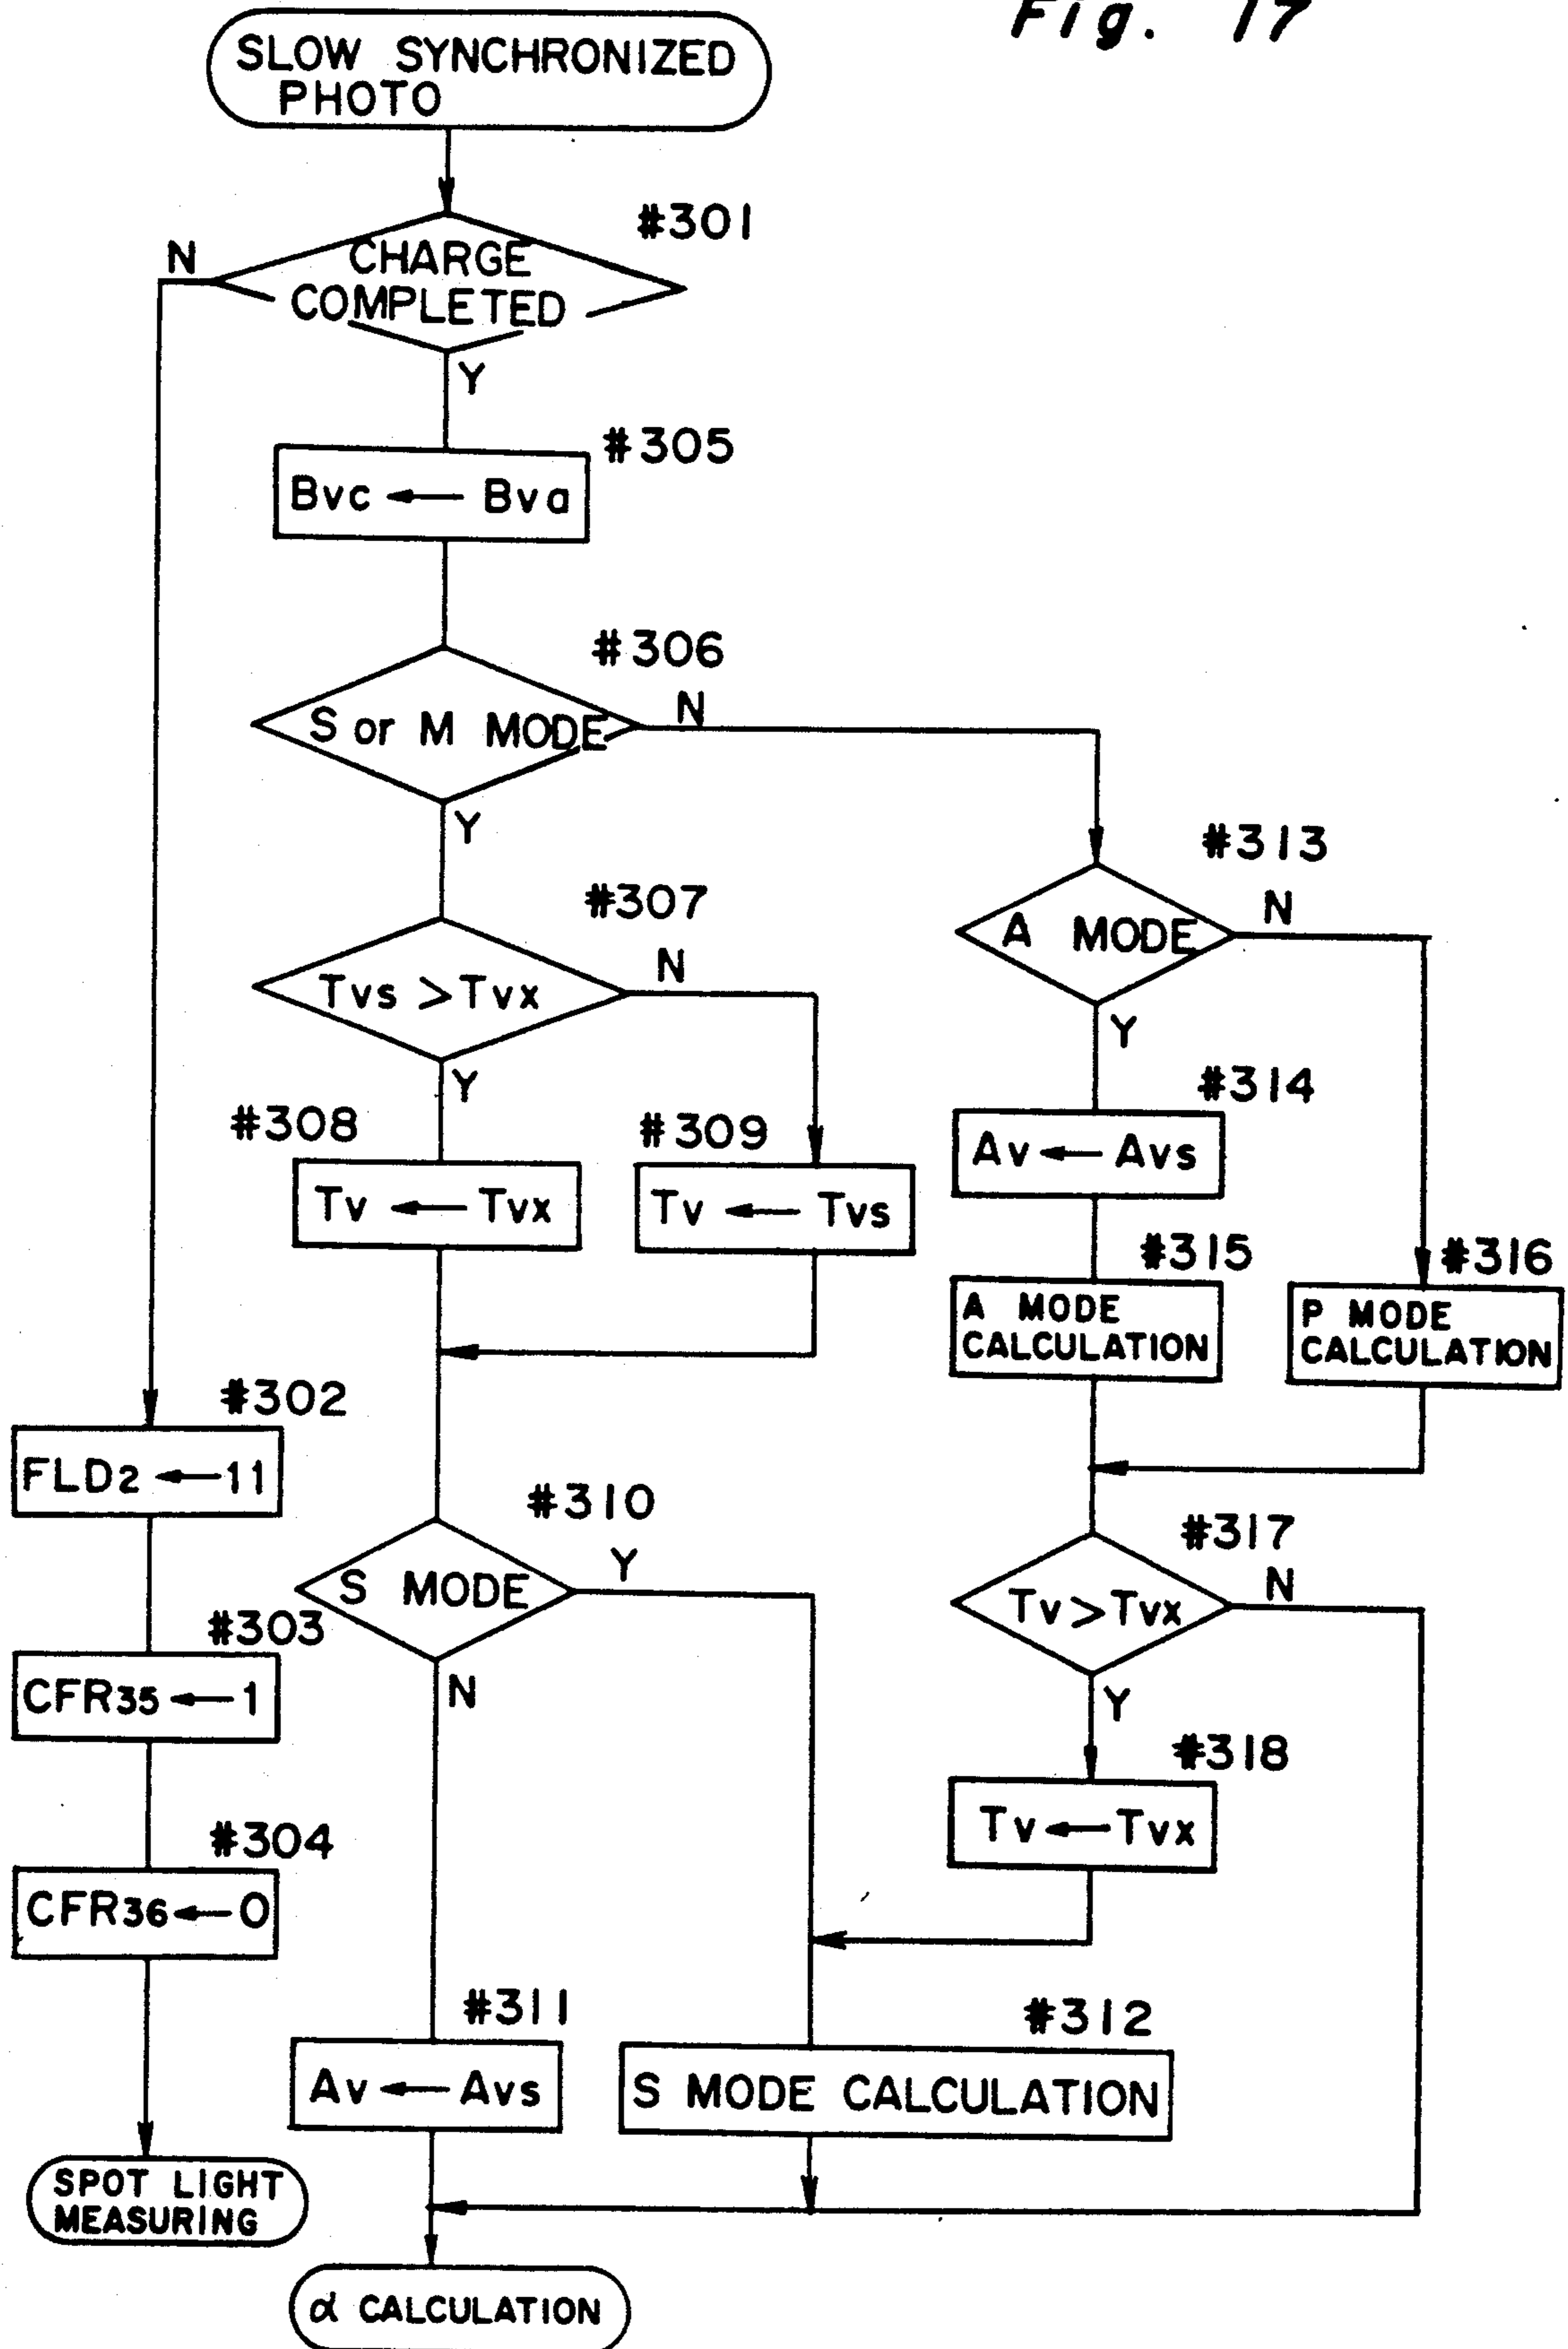 Fig. 17
SLOW SYNCHRONIZED
PHOTO
#301
N
CHARGE
COMPLETED
Y
#305
Bvc ← Bva
#306
S or M MODE
N
Y
#307
Tvs > Tvx
N
Y
#308
Tv ← Tvx
#309
Tv ← Tvs
#313
A MODE
N
Y
#314
Av ← Avs
#315
A MODE
CALCULATION
#316
P MODE
CALCULATION
#302
FLD2 ← 11
#303
CFR35 ← 1
#304
CFR36 ← 0
SPOT LIGHT
MEASURING
#310
S MODE
Y
N
#311
Av ← Avs
#317
Tv > Tvx
N
Y
#318
Tv ← Tvx
#312
S MODE CALCULATION
α CALCULATION